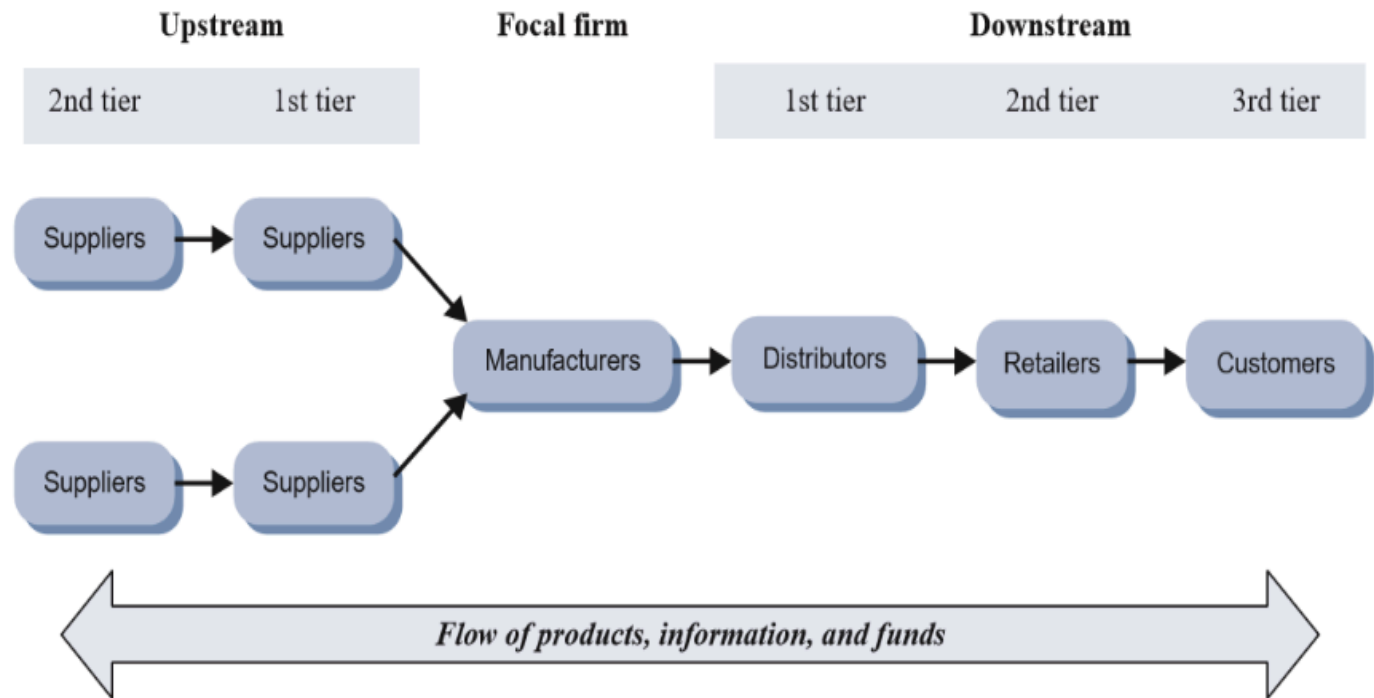 Upstream Focal firm Downstream
2nd tier 1st tier 1st tier 2nd tier 3rd tier
Suppliers Suppliers
Manufacturers Distributors Retailers Customers
Suppliers Suppliers
Flow of products, information, and funds